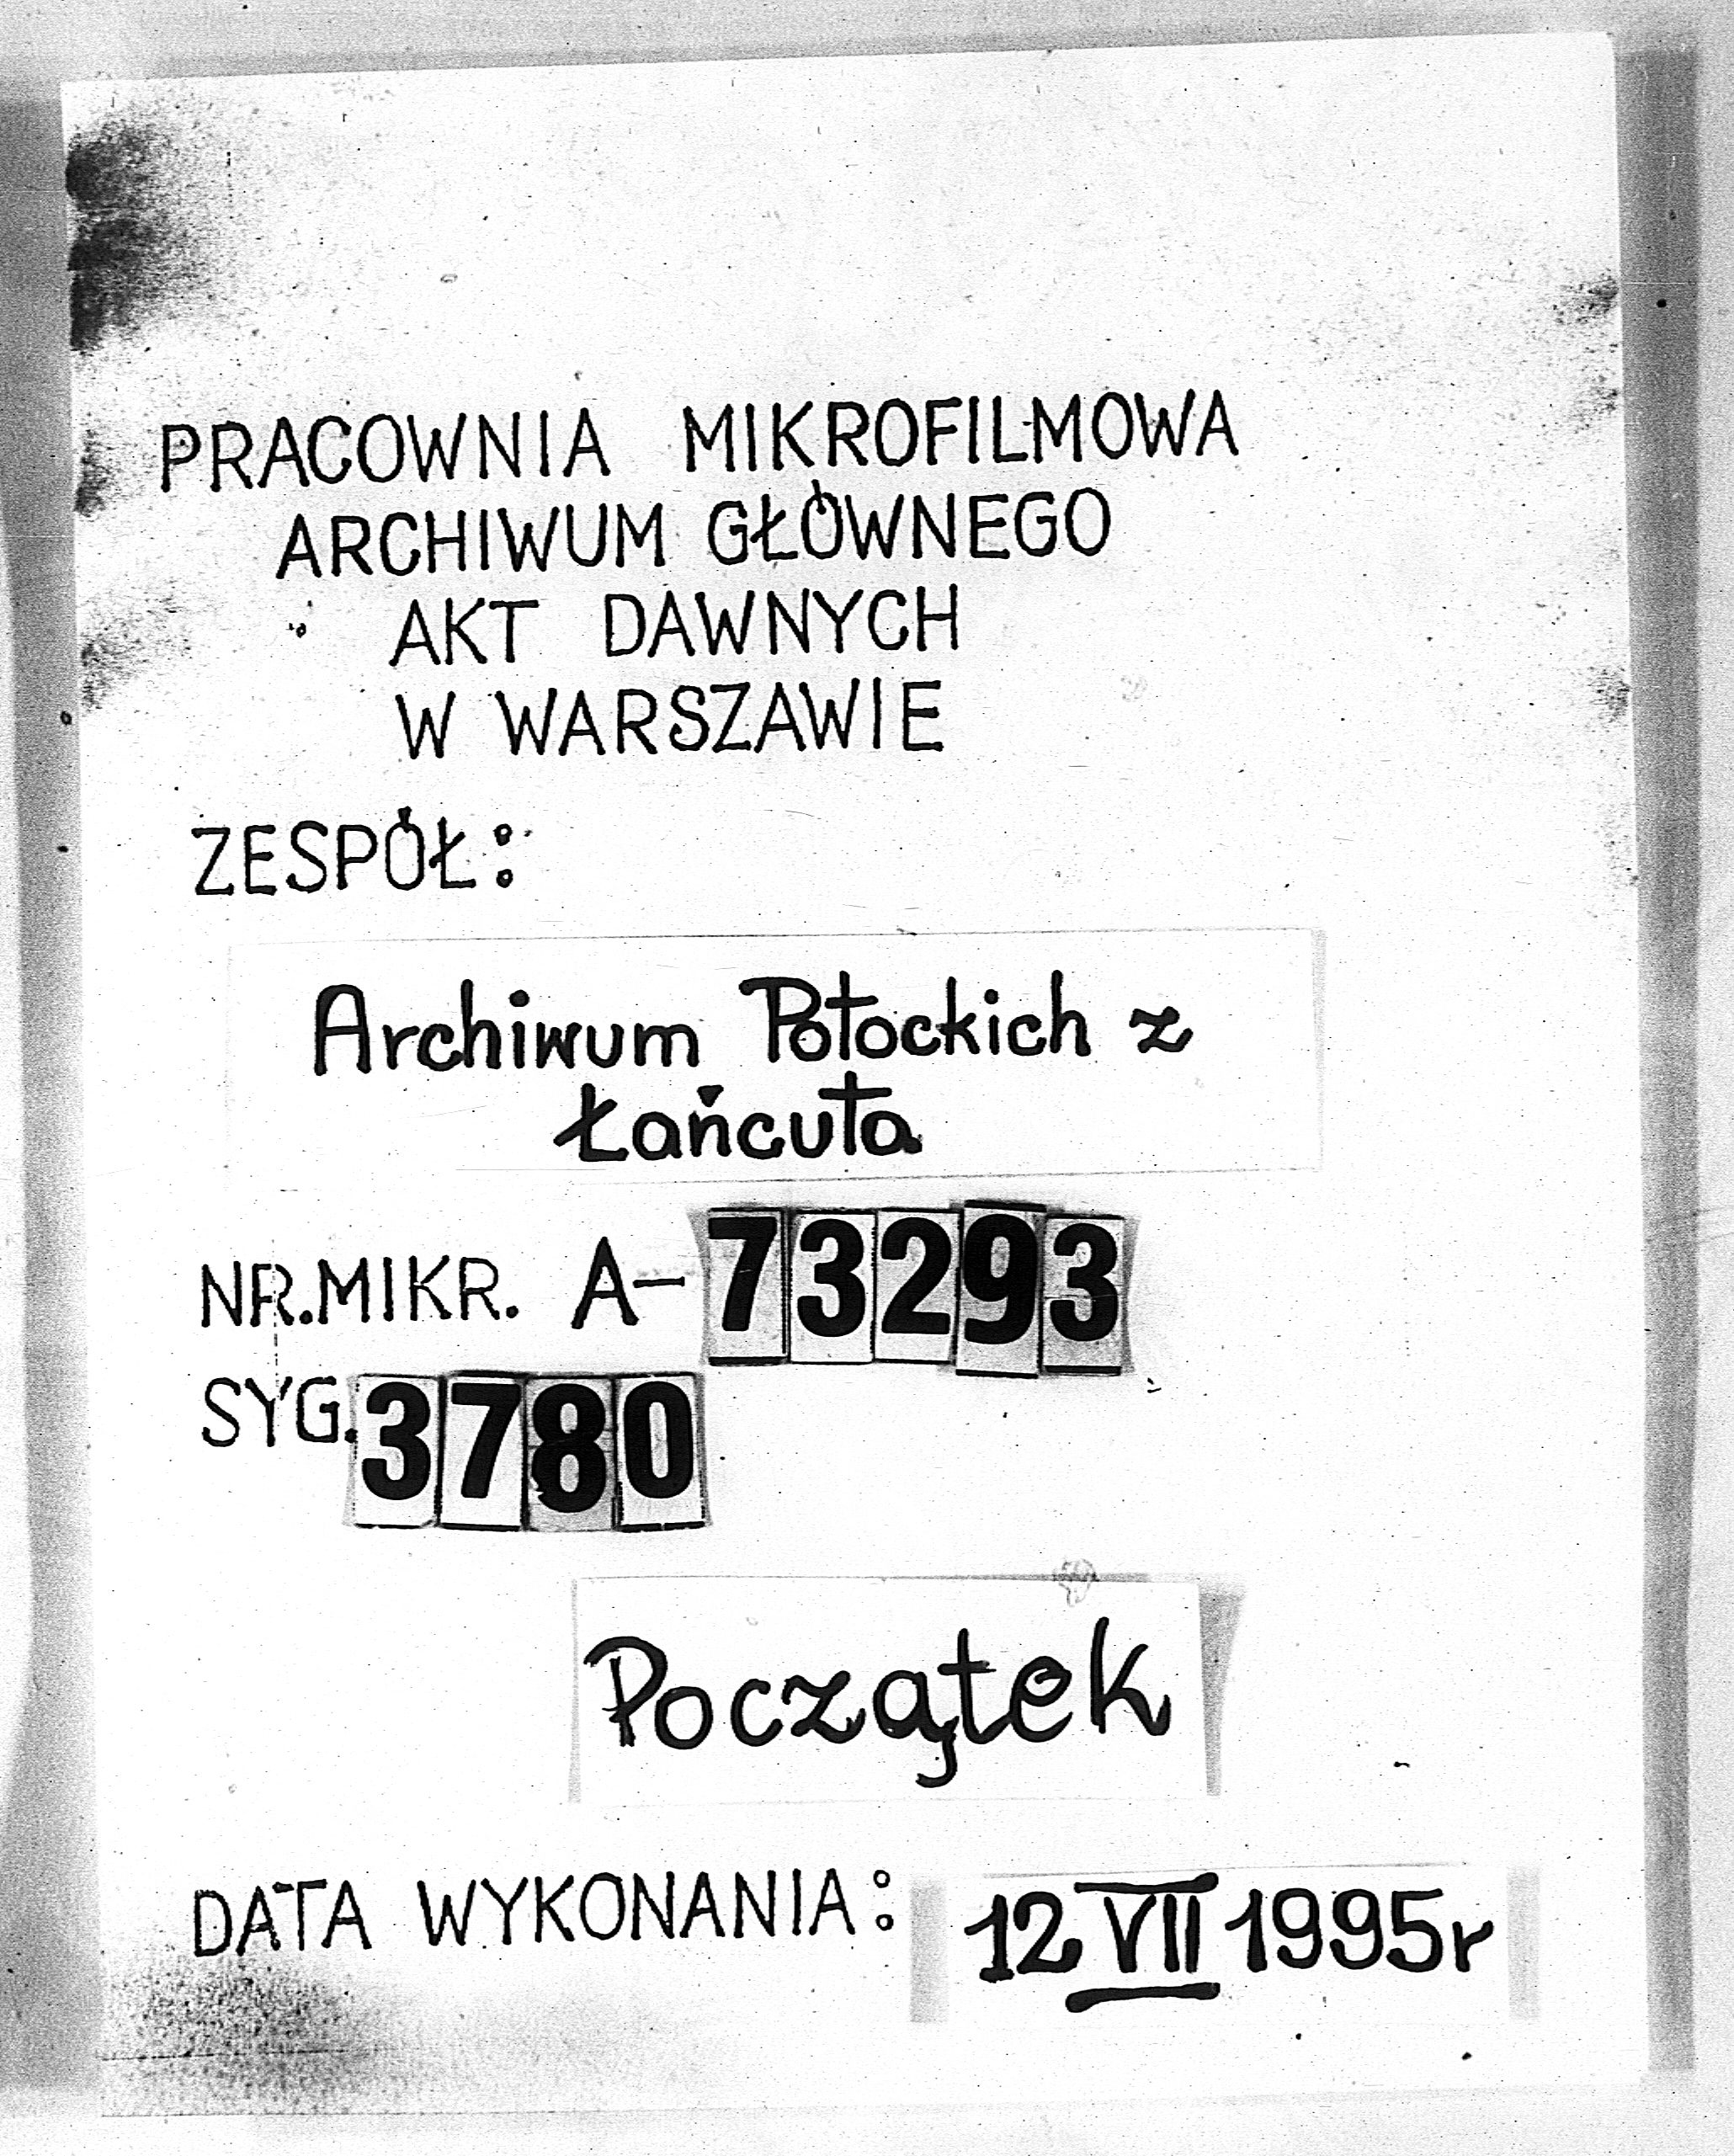 PRACOWNIA MIKROFILMOWA
ARCHIWUM GŁÓWNEGO
AKT DAWNYCH
W WARSZAWIE
ZESPÓŁ:
Archiwum Potockich z
Łańcuta
NR.MIKR. A-73293
SYG.3780
Początek
DATA WYKONANIA: 12 VII 1995r